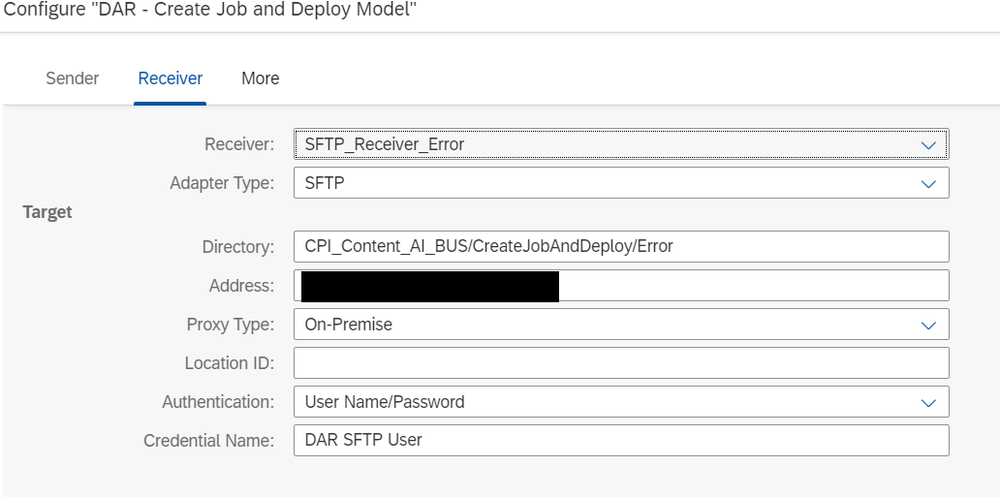 Configure "DAR - Create Job and Deploy Model"
Sender Receiver More
Receiver: SFTP_Receiver_Error
Adapter Type: SFTP
Target
Directory: CPI_Content_AI_BUS/CreateJobAndDeploy/Error
Address:
Proxy Type: On-Premise
Location ID:
Authentication: User Name/Password
Credential Name: DAR SFTP User